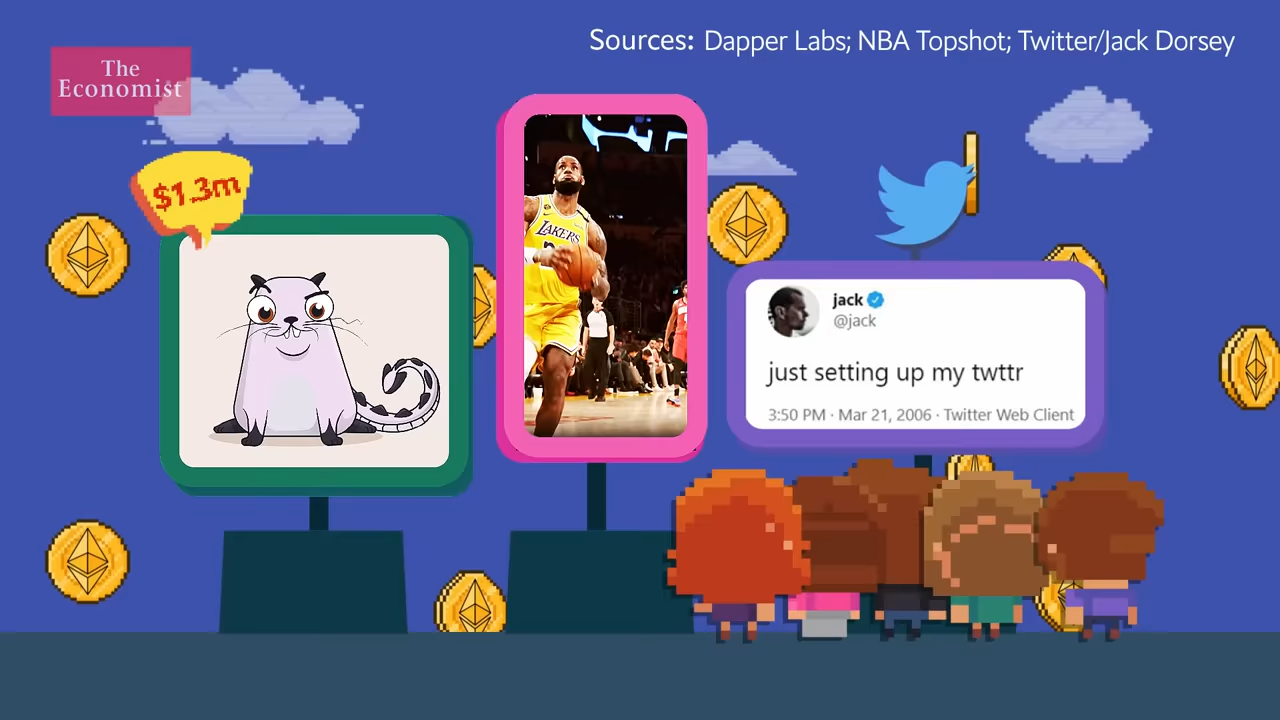 Sources: Dapper Labs; NBA Topshot; Twitter/Jack Dorsey
The
Economist
$1.3m
LAKERS
jack
@jack
just setting up my twttr
3:50 PM · Mar 21, 2006 · Twitter Web Client